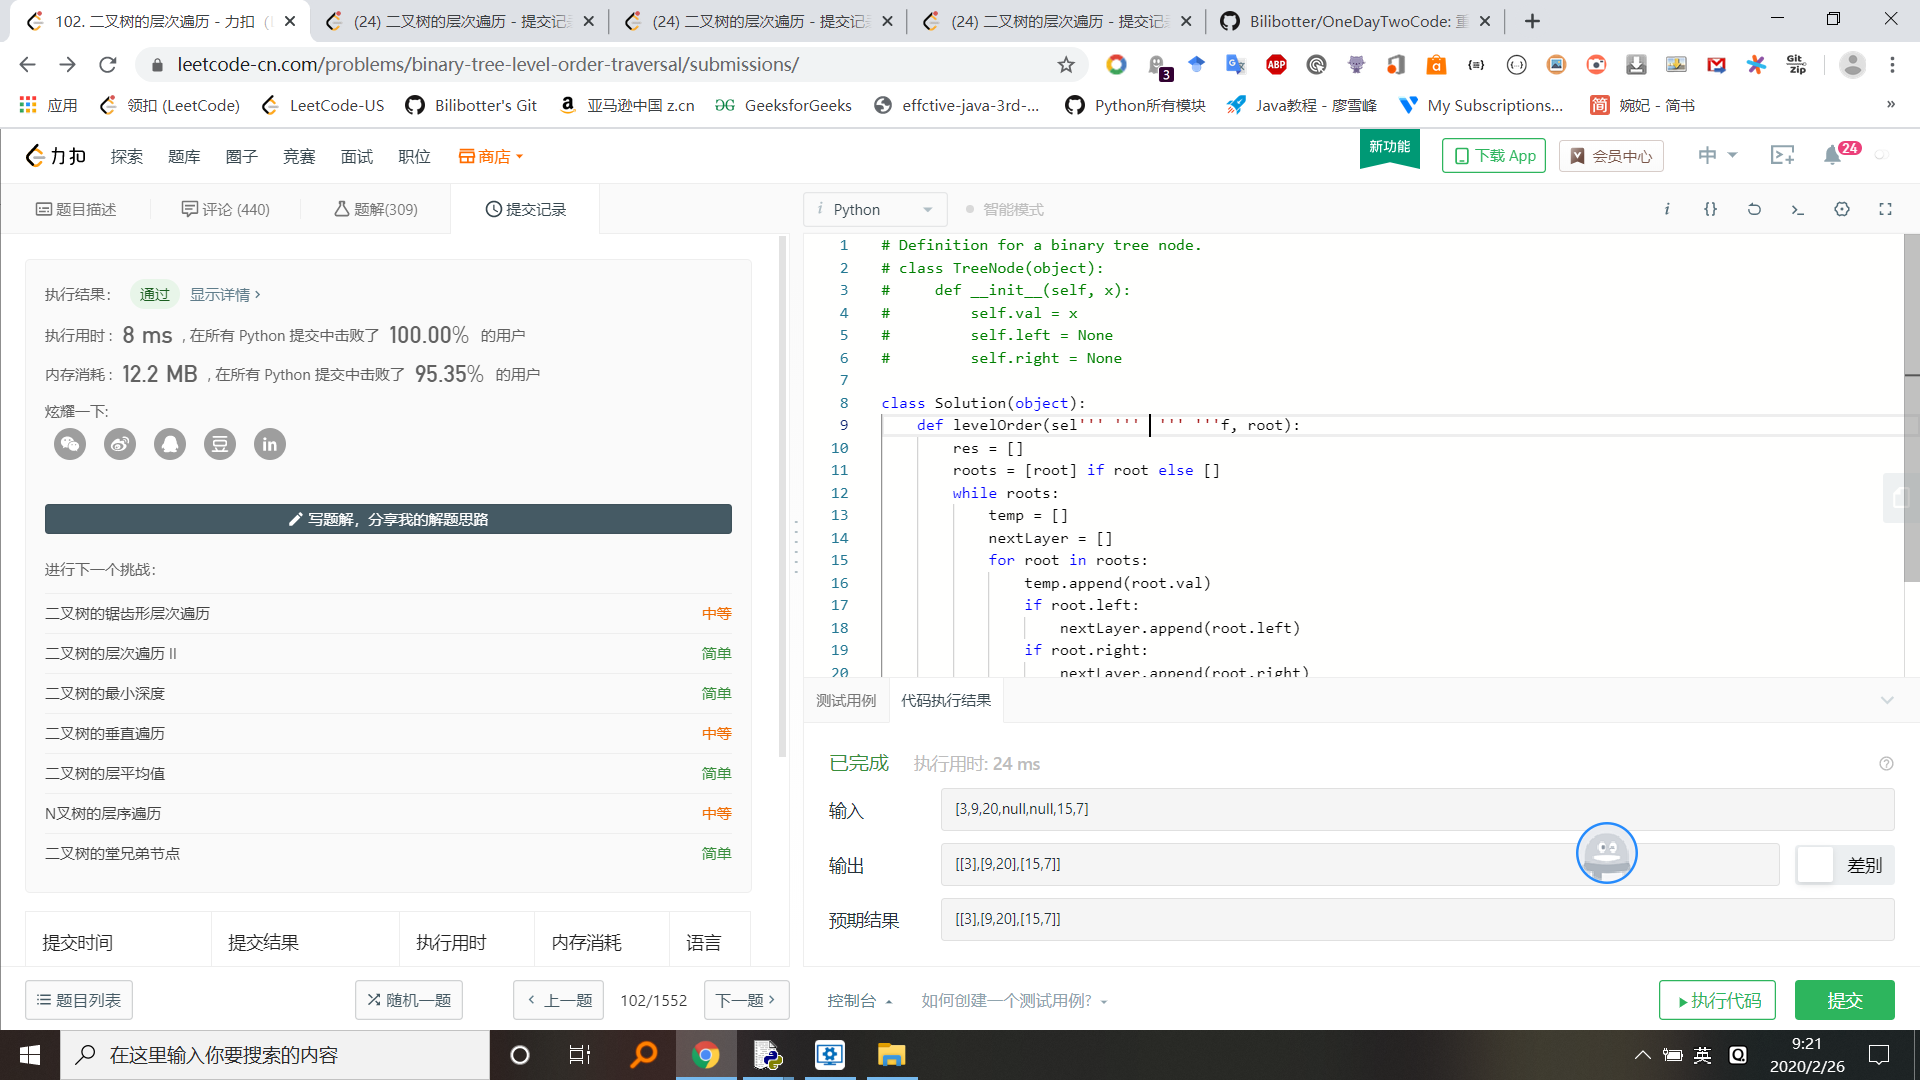 102. 二叉树的层次遍历 - 力扣
(24) 二叉树的层次遍历 - 提交记
(24) 二叉树的层次遍历 - 提交记
(24) 二叉树的层次遍历 - 提交记
Bilibotter/OneDayTwoCode: 重
leetcode-cn.com/problems/binary-tree-level-order-traversal/submissions/
3
ABP
Git Zip
应用
领扣 (LeetCode)
LeetCode-US
Bilibotter's Git
亚马逊中国 z.cn
GeeksforGeeks
effctive-java-3rd-...
Python所有模块
Java教程 - 廖雪峰
My Subscriptions...
简 婉妃 - 简书
»
力扣 探索 题库 圈子 竞赛 面试 职位 商店
新功能
下载 App
会员中心
中
24
题目描述
评论 (440)
题解(309)
提交记录
i Python
智能模式
执行结果: 通过 显示详情 ›
执行用时 : 8 ms , 在所有 Python 提交中击败了 100.00% 的用户
内存消耗 : 12.2 MB , 在所有 Python 提交中击败了 95.35% 的用户
炫耀一下:
写题解，分享我的解题思路
进行下一个挑战:
二叉树的锯齿形层次遍历 中等
二叉树的层次遍历 II 简单
二叉树的最小深度 简单
二叉树的垂直遍历 中等
二叉树的层平均值 简单
N叉树的层序遍历 中等
二叉树的堂兄弟节点 简单
提交时间 提交结果 执行用时 内存消耗 语言
题目列表
随机一题
‹ 上一题
102/1552
下一题 ›
1 # Definition for a binary tree node.
2 # class TreeNode(object):
3 #     def __init__(self, x):
4 #         self.val = x
5 #         self.left = None
6 #         self.right = None
7
8 class Solution(object):
9     def levelOrder(sel''' '''  ''' '''f, root):
10         res = []
11         roots = [root] if root else []
12         while roots:
13             temp = []
14             nextLayer = []
15             for root in roots:
16                 temp.append(root.val)
17                 if root.left:
18                     nextLayer.append(root.left)
19                 if root.right:
20                     nextLayer.append(root.right)
测试用例 代码执行结果
已完成 执行用时: 24 ms
输入 [3,9,20,null,null,15,7]
输出 [[3],[9,20],[15,7]]
差别
预期结果 [[3],[9,20],[15,7]]
控制台
如何创建一个测试用例?
执行代码
提交
在这里输入你要搜索的内容
英
9:21
2020/2/26